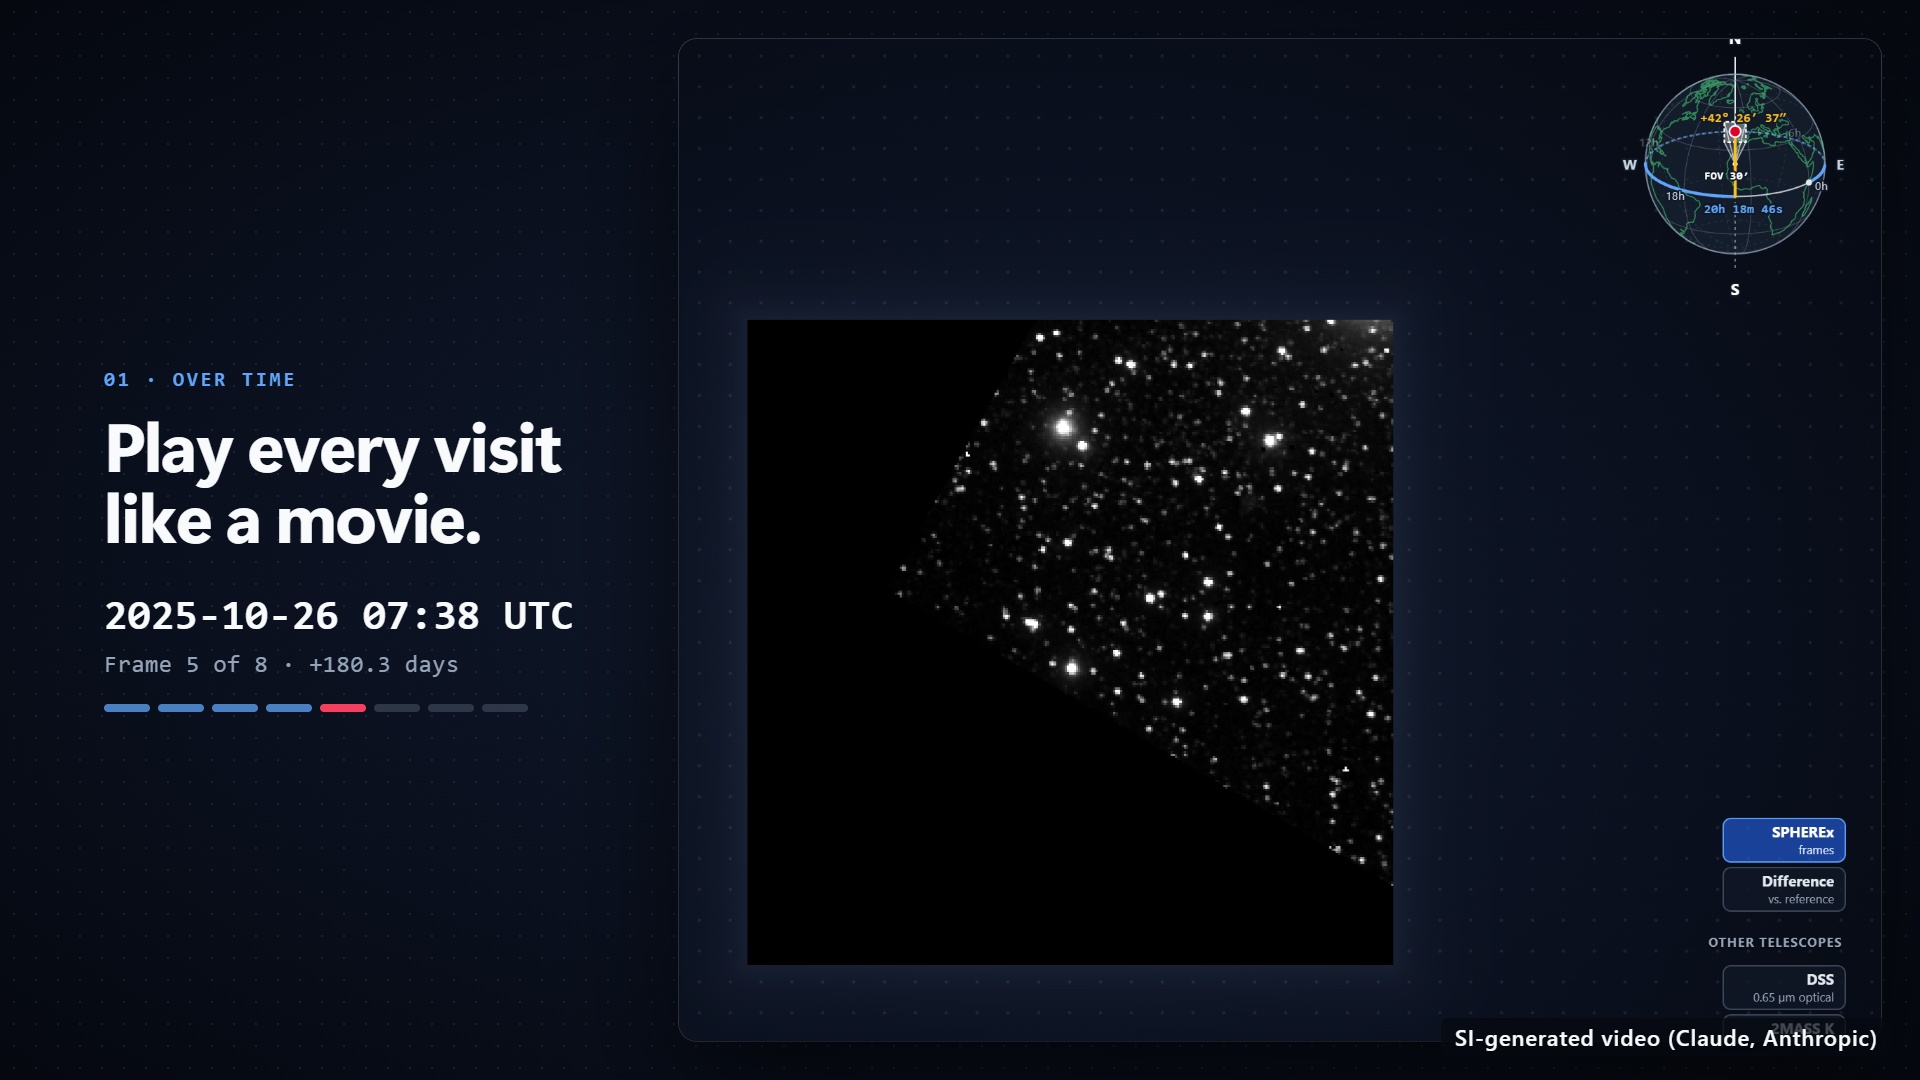 01 · OVER TIME
Play every visit
like a movie.
2025-10-26 07:38 UTC
Frame 5 of 8 · +180.3 days
N
+42° 26′ 37″
6h
W
E
FOV 30′
0h
18h
20h 18m 46s
S
SPHEREx
frames
Difference
vs. reference
OTHER TELESCOPES
DSS
0.65 µm optical
2MASS K
SI-generated video (Claude, Anthropic)